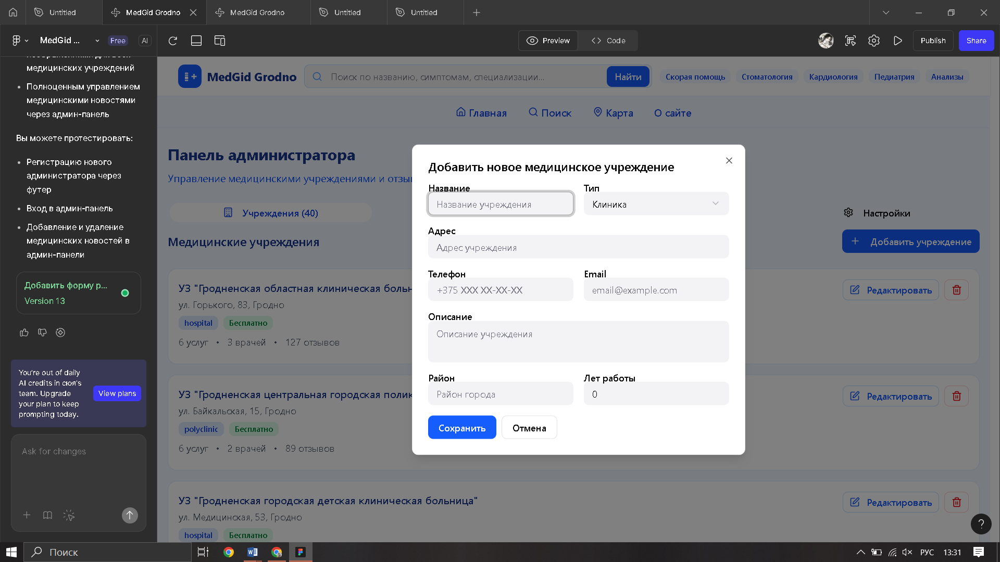 Untitled
MedGid Grodno
MedGid Grodno
Untitled
Untitled
MedGid ...
Free
AI
Preview
Code
Publish
Share
медицинских учреждений
Полноценным управлением
медицинскими новостями
через админ-панель
Вы можете протестировать:
Регистрацию нового
администратора через
футер
Вход в админ-панель
Добавление и удаление
медицинских новостей в
админ-панели
Добавить форму р...
Version 13
You're out of daily
AI credits in сюя's
team. Upgrade
your plan to keep
prompting today.
View plans
Ask for changes
MedGid Grodno
Поиск по названию, симптомам, специализации...
Найти
Скорая помощь
Стоматология
Кардиология
Педиатрия
Анализы
Главная
Поиск
Карта
О сайте
Панель администратора
Управление медицинскими учреждениями и отзы
Учреждения (40)
Настройки
Медицинские учреждения
Добавить учреждение
УЗ "Гродненская областная клиническая больн
ул. Горького, 83, Гродно
hospital
Бесплатно
6 услуг • 3 врачей • 127 отзывов
Редактировать
УЗ "Гродненская центральная городская полик
ул. Байкальская, 15, Гродно
polyclinic
Бесплатно
6 услуг • 2 врачей • 89 отзывов
Редактировать
УЗ "Гродненская городская детская клиническая больница"
ул. Медицинская, 53, Гродно
hospital
Бесплатно
Редактировать
Добавить новое медицинское учреждение
Название
Название учреждения
Тип
Клиника
Адрес
Адрес учреждения
Телефон
+375 XXX XX-XX-XX
Email
email@example.com
Описание
Описание учреждения
Район
Район города
Лет работы
0
Сохранить
Отмена
?
Поиск
РУС
13:31